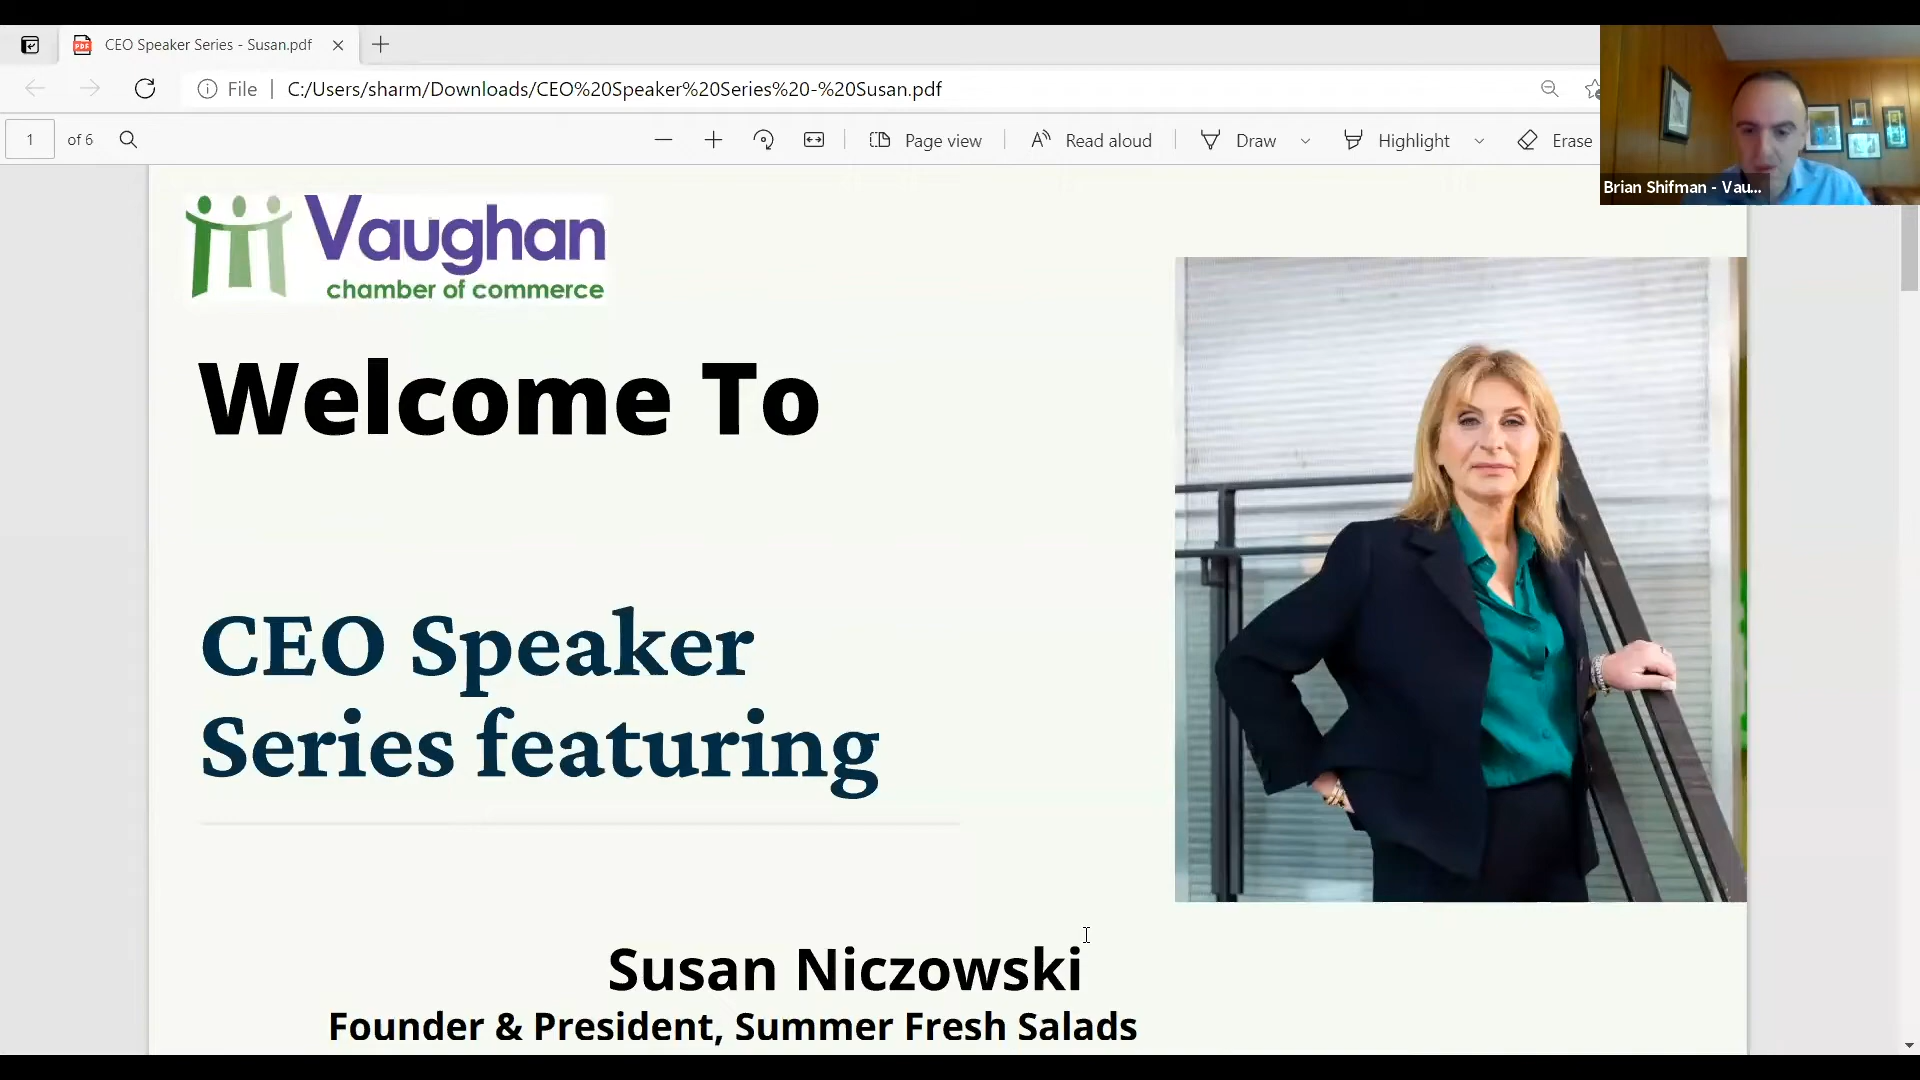 CEO Speaker Series - Susan.pdf
File | C:/Users/sharm/Downloads/CEO%20Speaker%20Series%20-%20Susan.pdf
1 of 6
Page view
Read aloud
Draw
Highlight
Erase
Brian Shifman - Vau...
Vaughan
chamber of commerce
Welcome To
CEO Speaker
Series featuring
Susan Niczowski
Founder & President, Summer Fresh Salads